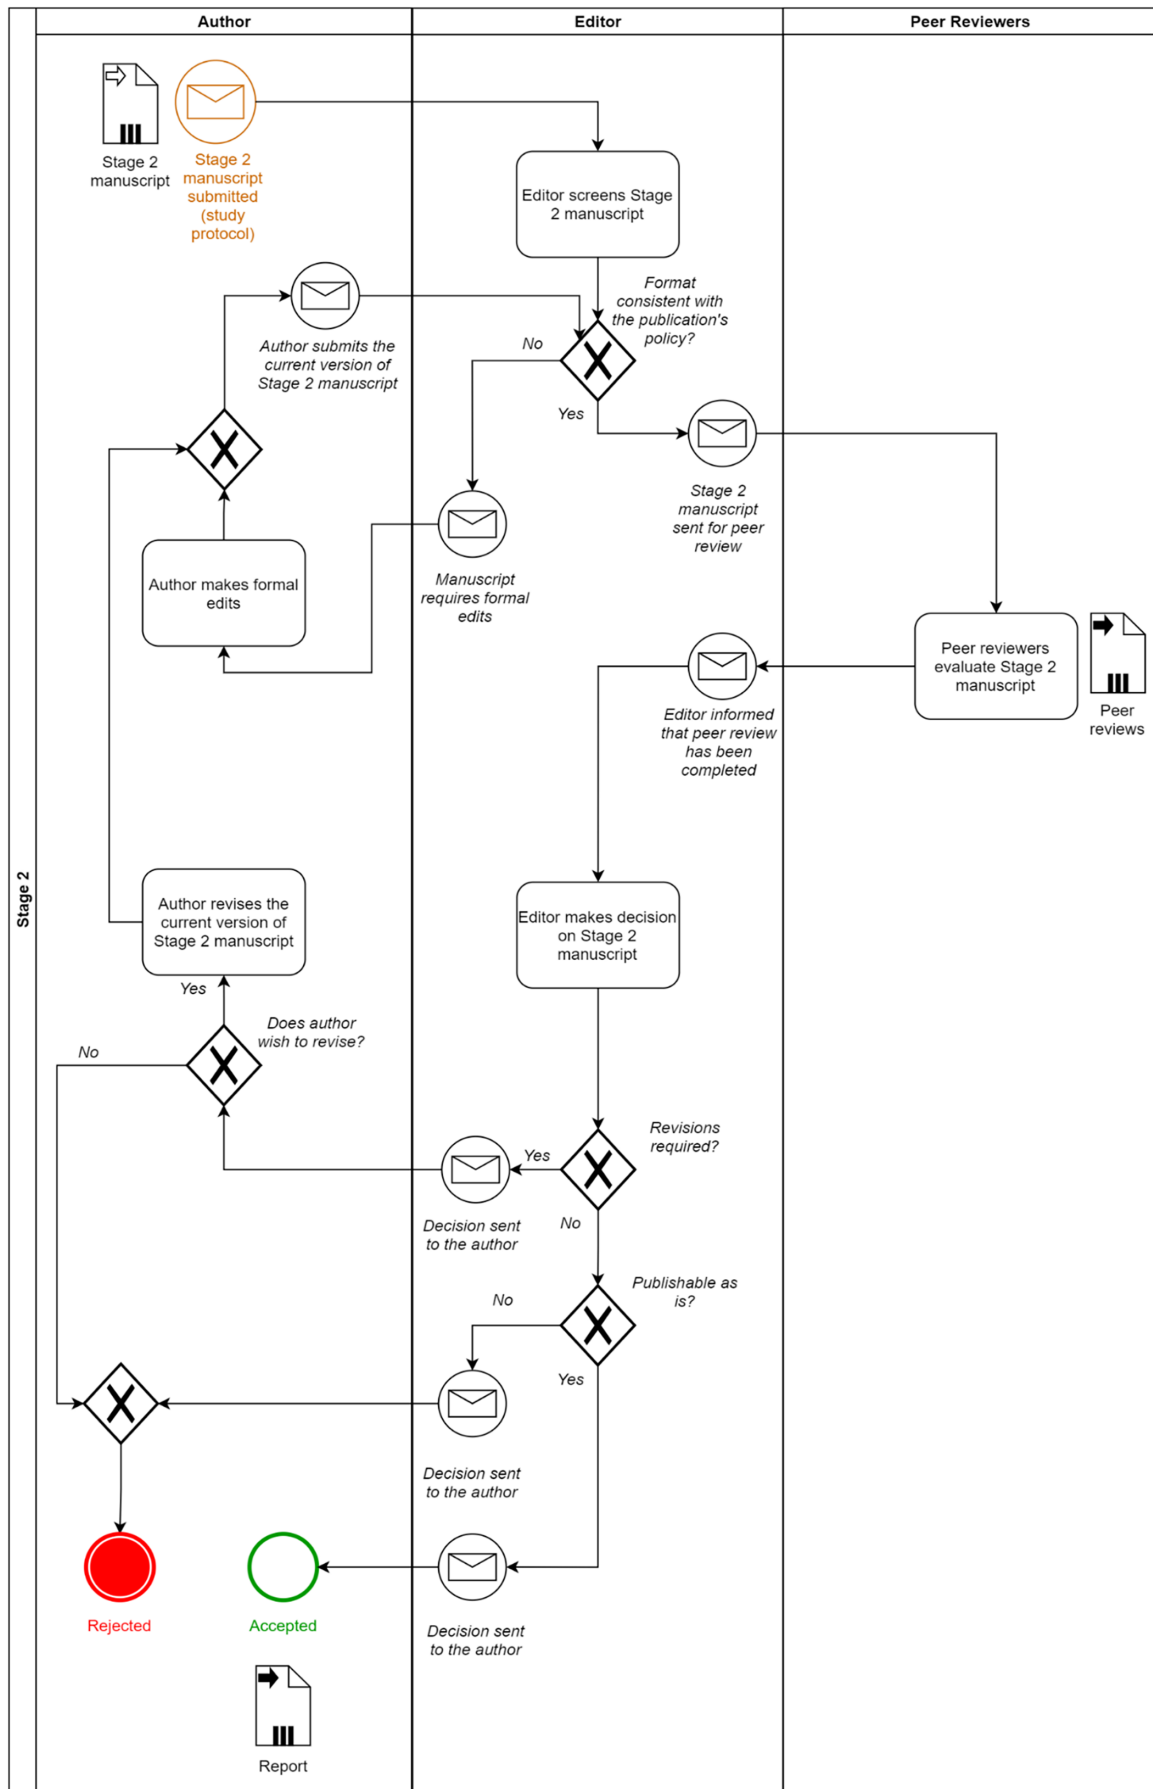 Author
Editor
Peer Reviewers
Stage 2
Stage 2
manuscript
Stage 2
manuscript
submitted
(study
protocol)
Editor screens Stage
2 manuscript
Format
consistent with
the publication's
policy?
Author submits the
current version of
Stage 2 manuscript
No
Yes
Stage 2
manuscript
sent for peer
review
Manuscript
requires formal
edits
Author makes formal
edits
Peer reviewers
evaluate Stage 2
manuscript
Peer
reviews
Editor informed
that peer review
has been
completed
Author revises the
current version of
Stage 2 manuscript
Editor makes decision
on Stage 2
manuscript
Yes
Does author
wish to revise?
No
Revisions
required?
Yes
No
Decision sent
to the author
Publishable as
is?
No
Yes
Decision sent
to the author
Rejected
Accepted
Decision sent
to the author
Report